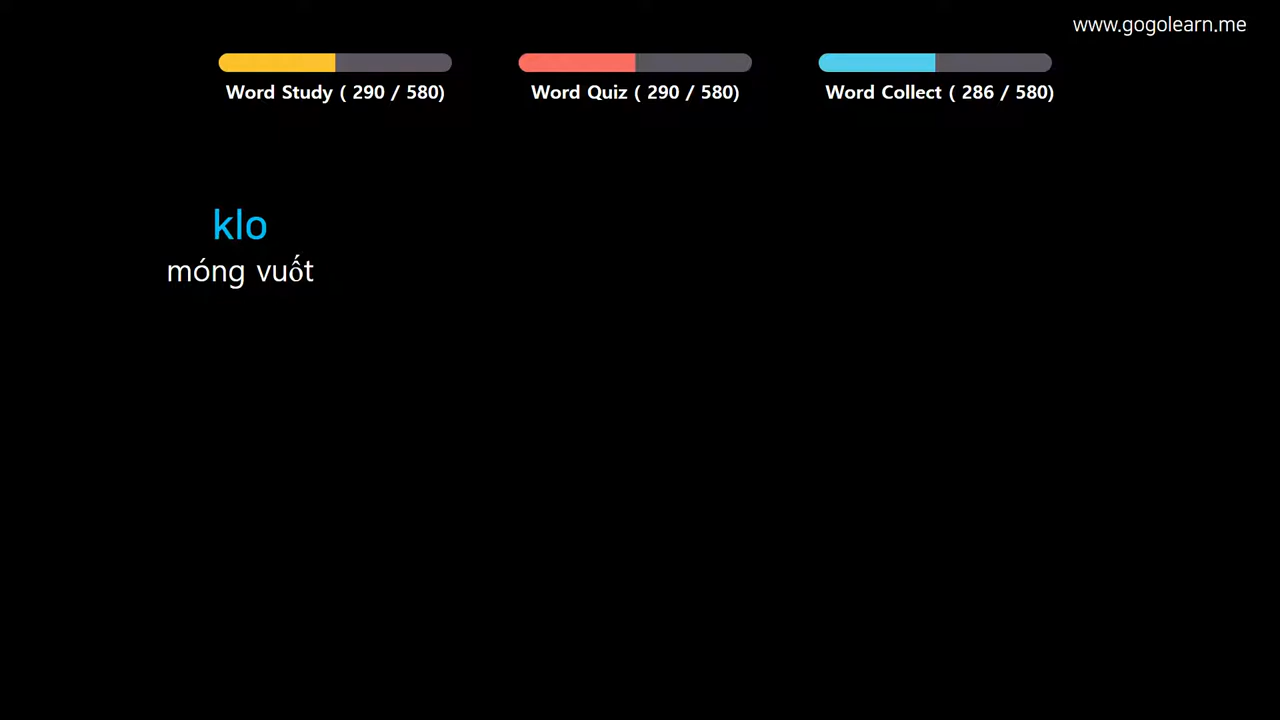 www.gogolearn.me
Word Study ( 290 / 580)
Word Quiz ( 290 / 580)
Word Collect ( 286 / 580)
klo
móng vuốt